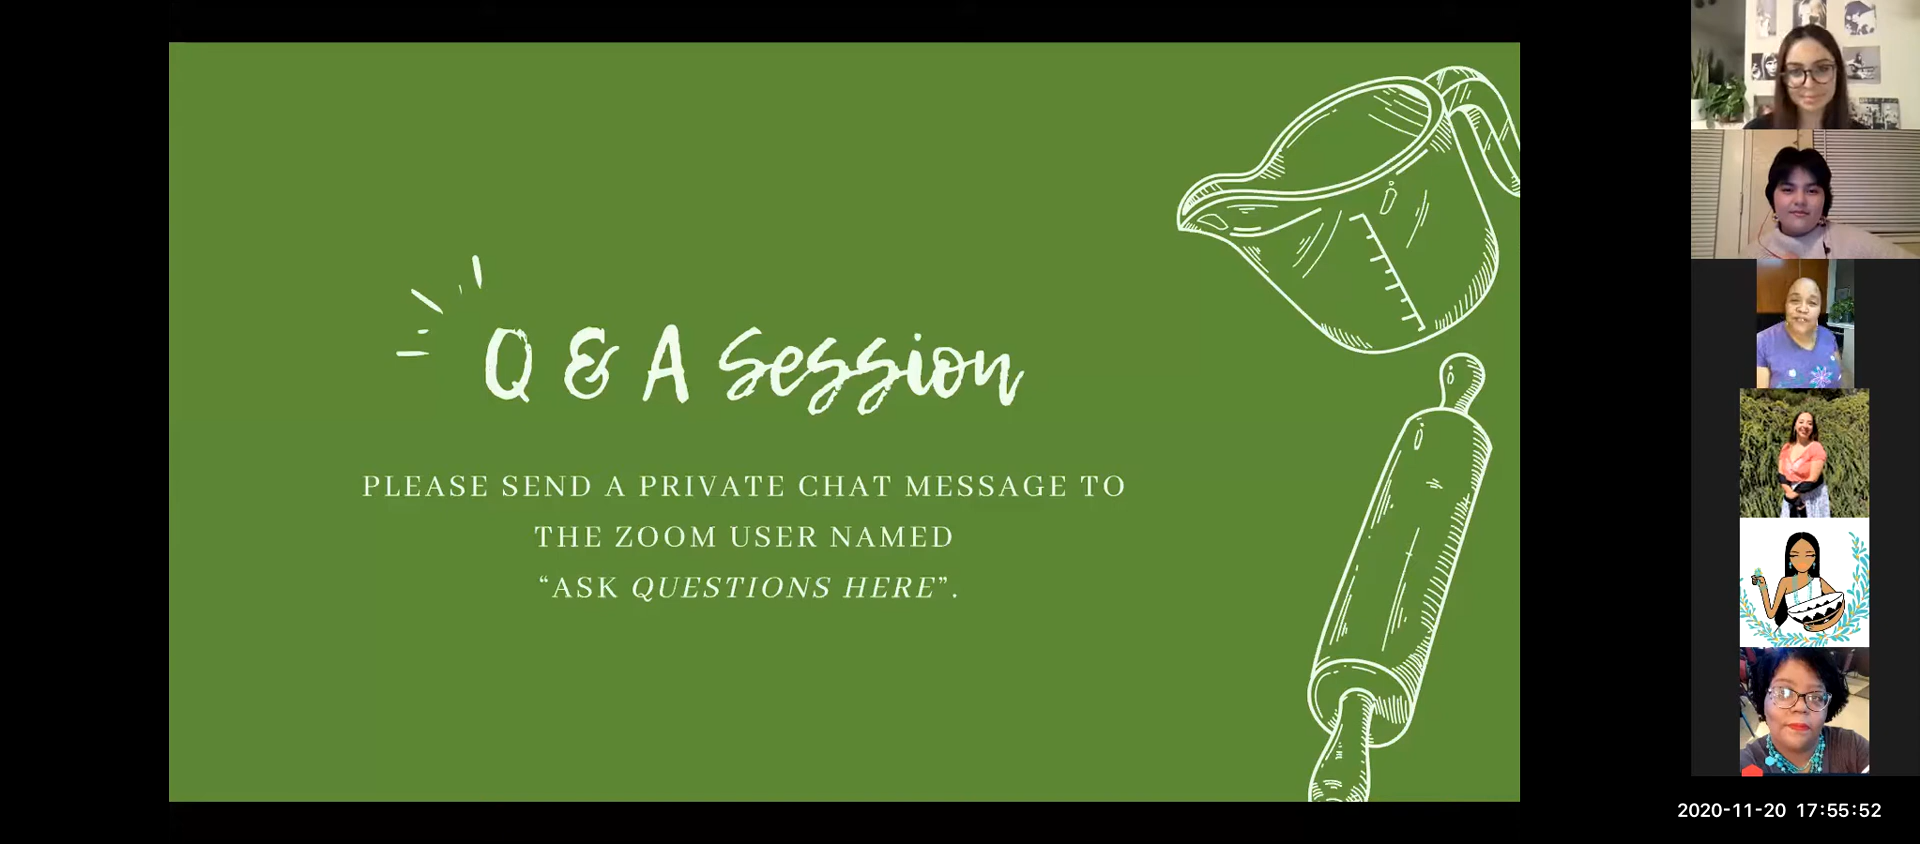 Q & A Session
PLEASE SEND A PRIVATE CHAT MESSAGE TO
THE ZOOM USER NAMED
“ASK QUESTIONS HERE”.
2020-11-20 17:55:52